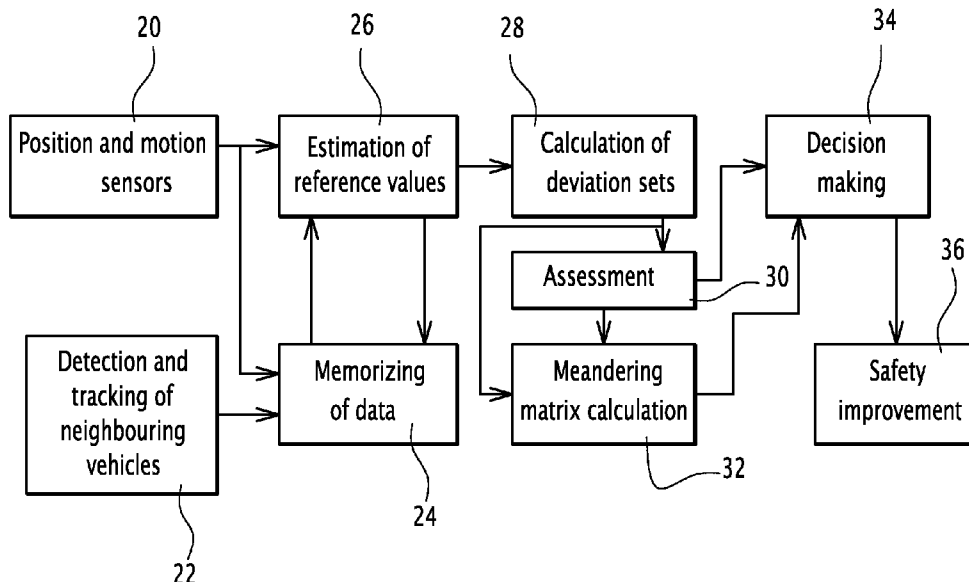 20
26
28
34
Position and motion
sensors
Estimation of
reference values
Calculation of
deviation sets
Decision
making
Assessment
30
36
Detection and
tracking of
neighbouring
vehicles
Memorizing
of data
Meandering
matrix calculation
Safety
improvement
22
24
32